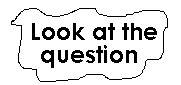 Look at the
question